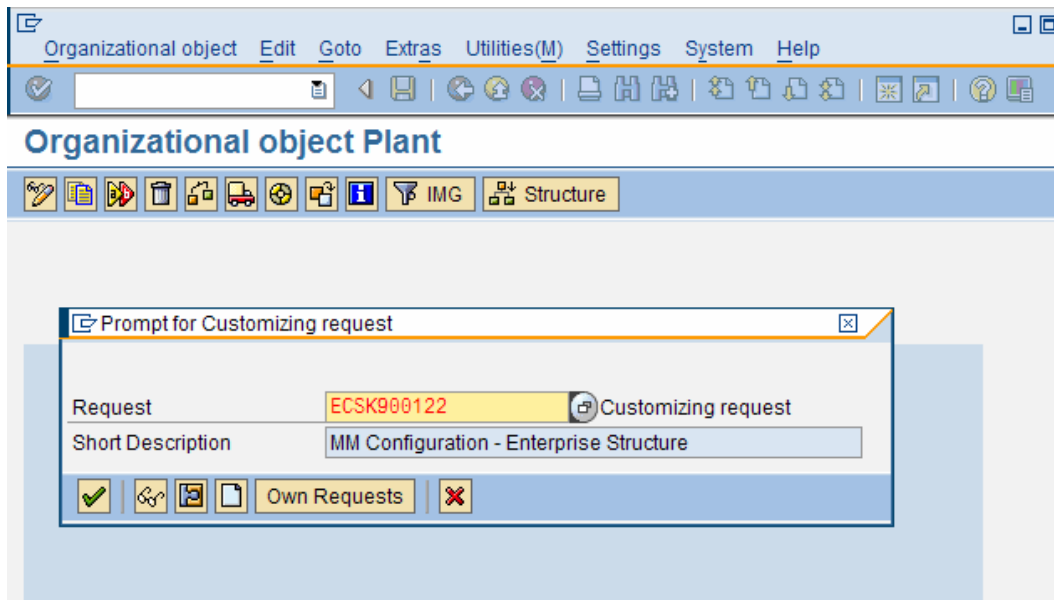 Organizational object Edit Goto Extras Utilities(M) Settings System Help
Organizational object Plant
IMG Structure
Prompt for Customizing request
Request ECSK900122 Customizing request
Short Description MM Configuration - Enterprise Structure
Own Requests